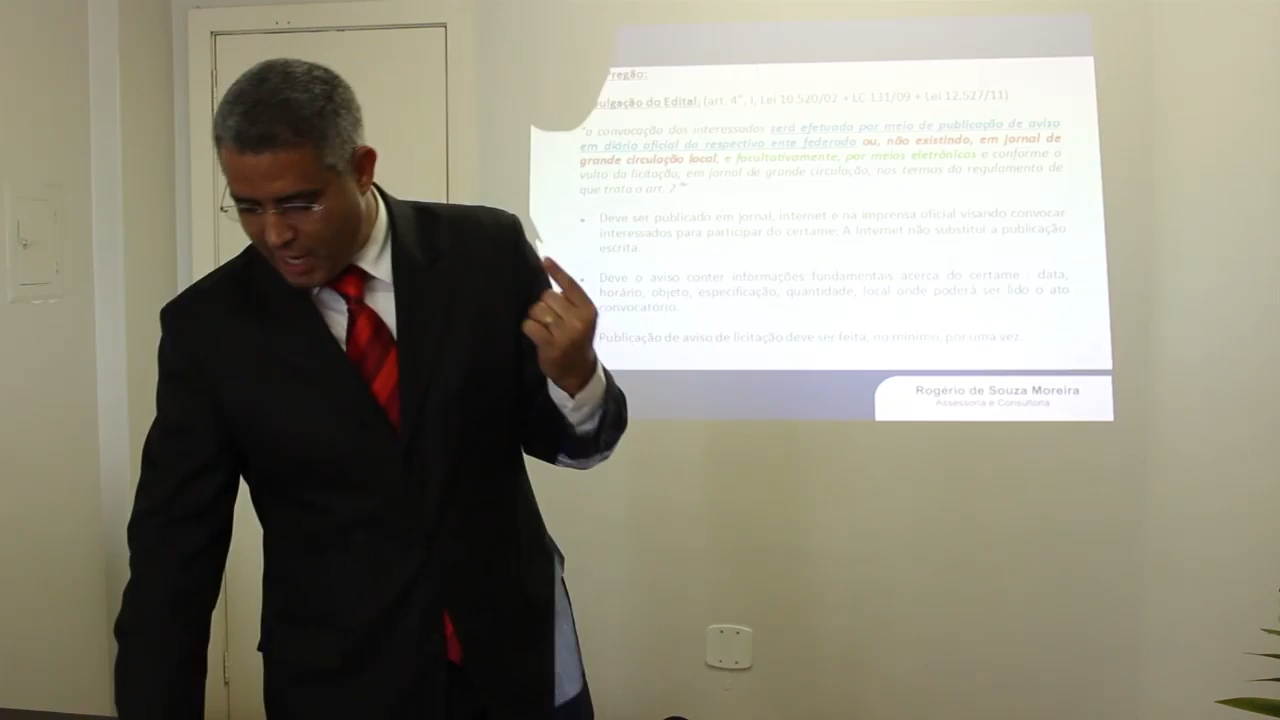 regão:
ulgação do Edital: (art. 4º, I, Lei 10.520/02 + LC 131/09 + Lei 12.527/11)
"a convocação dos interessados será efetuada por meio de publicação de aviso
em diário oficial do respectivo ente federado ou, não existindo, em jornal de
grande circulação local, e facultativamente, por meios eletrônicos e conforme o
vulto da licitação, em jornal de grande circulação, nos termos do regulamento de
que trata o art. 2º"
• Deve ser publicado em jornal, internet e na imprensa oficial visando convocar
interessados para participar do certame. A Internet não substitui a publicação
escrita.
• Deve o aviso conter informações fundamentais acerca do certame : data,
horário, objeto, especificação, quantidade, local onde poderá ser lido o ato
convocatório.
Publicação de aviso de licitação deve ser feita, no mínimo, por uma vez.
Rogério de Souza Moreira
Assessoria e Consultoria